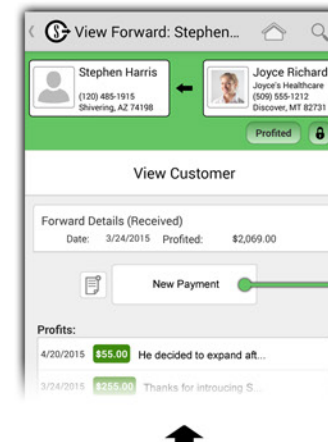 View Forward: Stephen...
Stephen Harris
(120) 485-1915
Shivering, AZ 74198
Joyce Richard
Joyce's Healthcare
(509) 555-1212
Discover, MT 82731
Profited
View Customer
Forward Details (Received)
Date: 3/24/2015 Profited: $2,069.00
New Payment
Profits:
4/20/2015 $55.00 He decided to expand aft...
3/24/2015 $255.00 Thanks for introucing S...